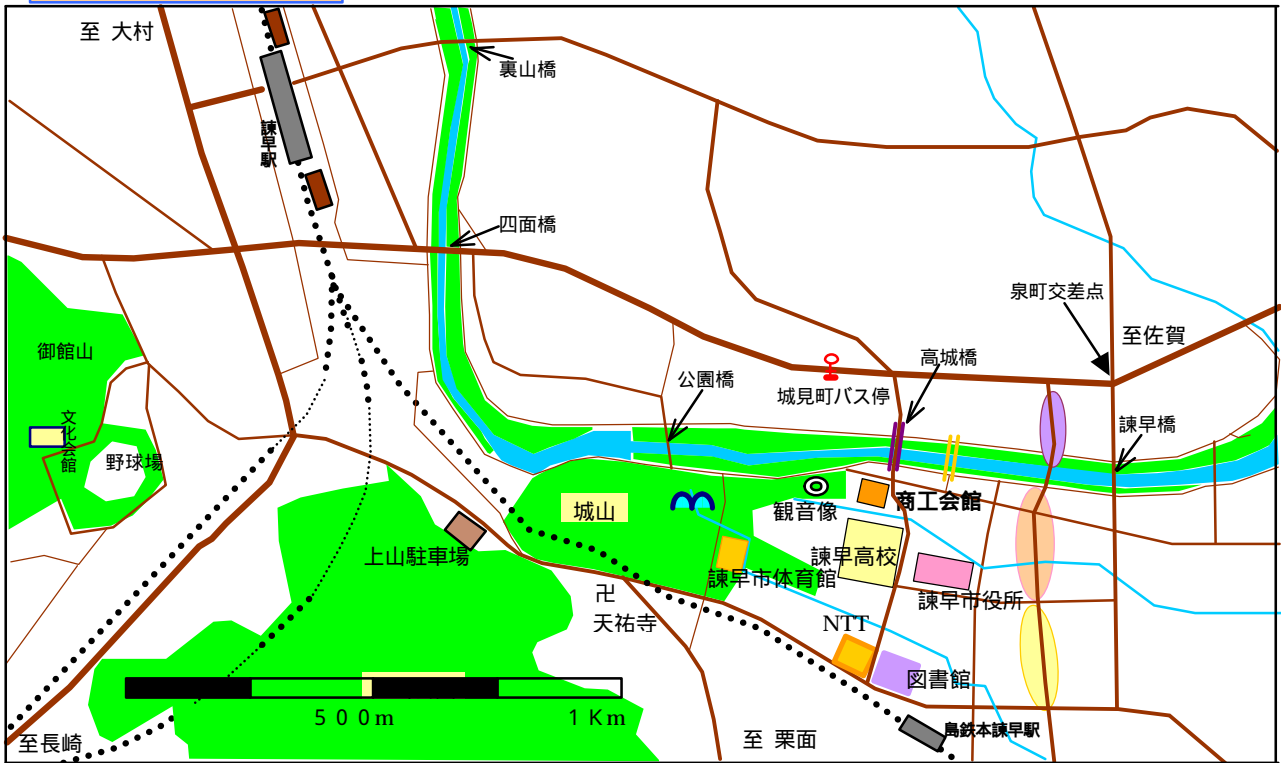 至 大村
裏山橋
諫早駅
四面橋
泉町交差点
至佐賀
御館山
高城橋
公園橋
城見町バス停
文化会館
諫早橋
野球場
城山
観音像
商工会館
上山駐車場
諫早高校
諫早市体育館
卍
諫早市役所
天祐寺
NTT
図書館
500m
1Km
島鉄本諫早駅
至長崎
至 栗面